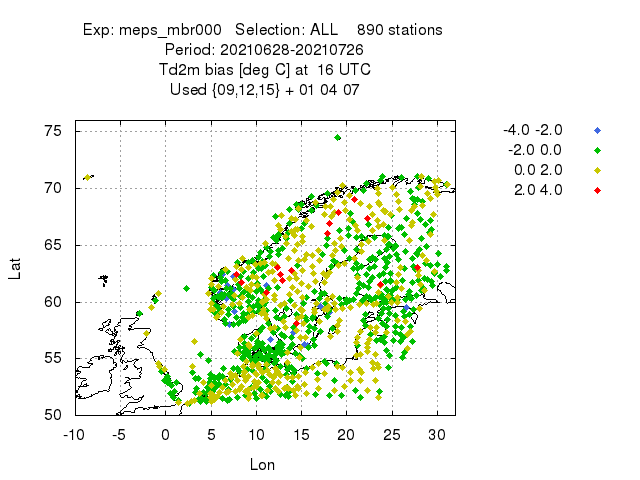 Exp: meps_mbr000   Selection: ALL    890 stations
Period: 20210628-20210726
Td2m bias [deg C] at  16 UTC
Used {09,12,15} + 01 04 07
-4.0 -2.0
-2.0  0.0
0.0  2.0
2.0  4.0
75
70
65
60
55
50
Lat
-10 -5 0 5 10 15 20 25 30
Lon